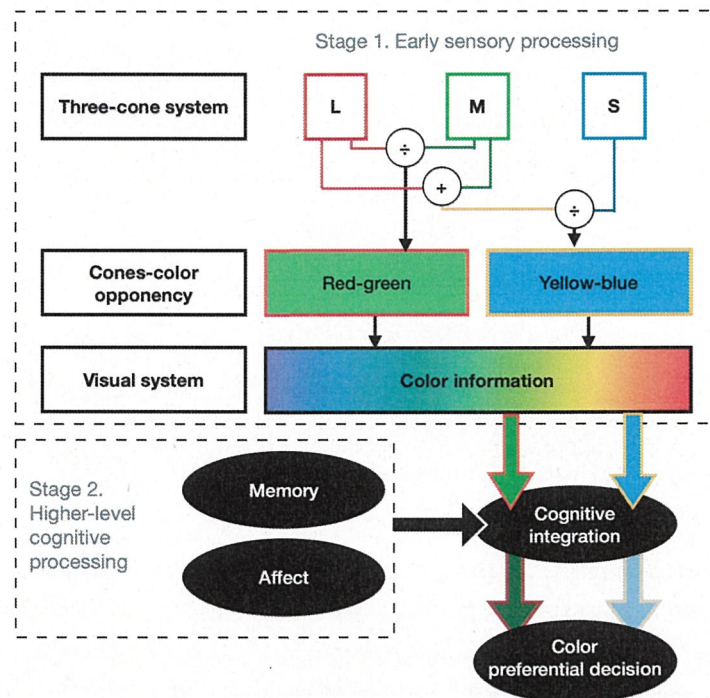 Stage 1. Early sensory processing
Three-cone system
L
M
S
÷
+
÷
Cones-color
opponency
Red-green
Yellow-blue
Visual system
Color information
Stage 2.
Higher-level
cognitive
processing
Memory
Affect
Cognitive
integration
Color
preferential decision